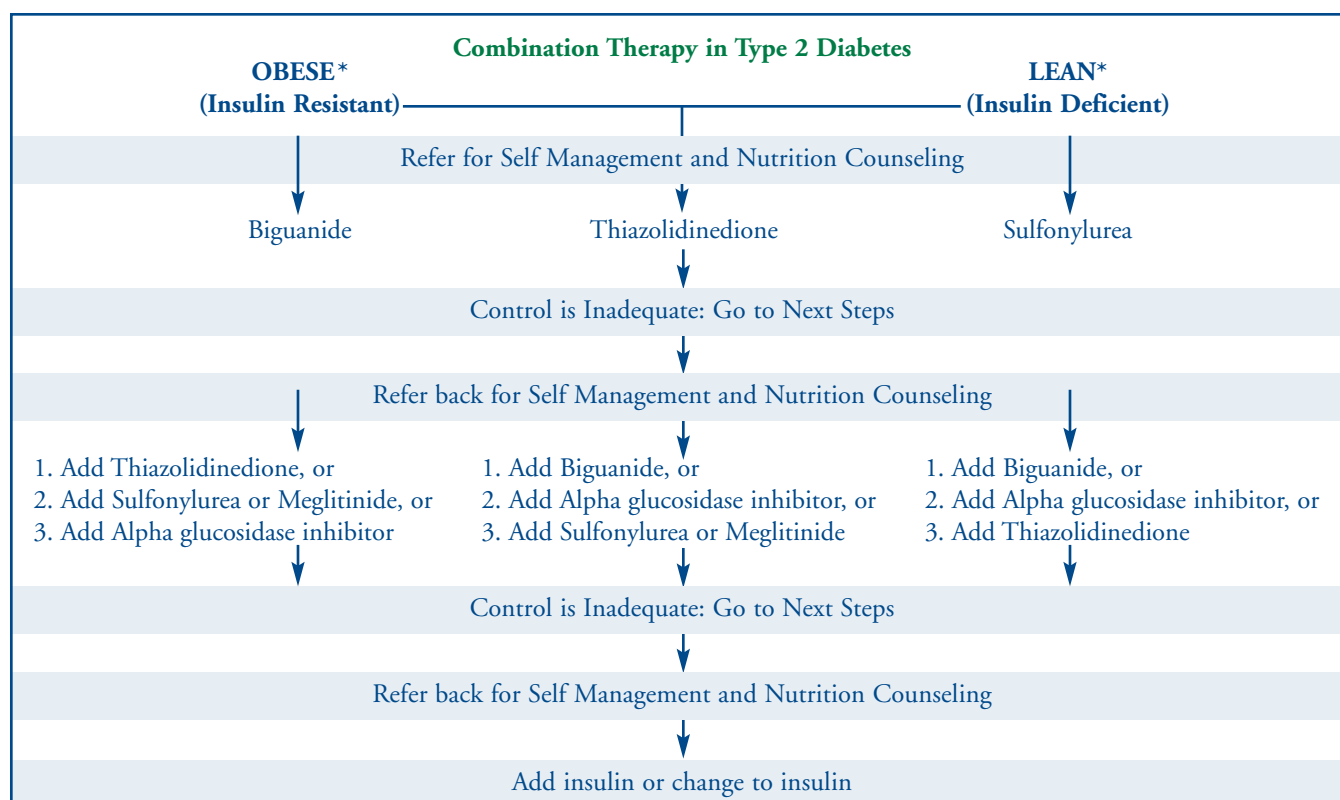 Combination Therapy in Type 2 Diabetes
OBESE*
(Insulin Resistant)
LEAN*
(Insulin Deficient)
Refer for Self Management and Nutrition Counseling
Biguanide
Thiazolidinedione
Sulfonylurea
Control is Inadequate: Go to Next Steps
Refer back for Self Management and Nutrition Counseling
1. Add Thiazolidinedione, or
2. Add Sulfonylurea or Meglitinide, or
3. Add Alpha glucosidase inhibitor
1. Add Biguanide, or
2. Add Alpha glucosidase inhibitor, or
3. Add Sulfonylurea or Meglitinide
1. Add Biguanide, or
2. Add Alpha glucosidase inhibitor, or
3. Add Thiazolidinedione
Control is Inadequate: Go to Next Steps
Refer back for Self Management and Nutrition Counseling
Add insulin or change to insulin